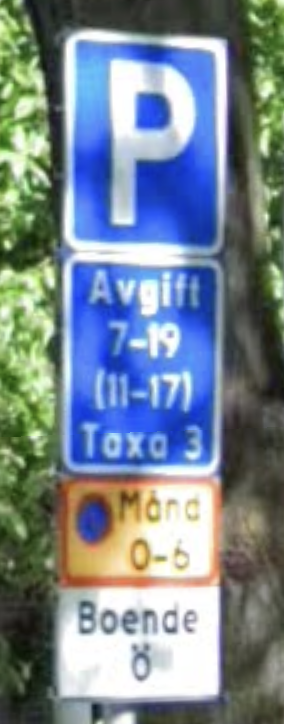 P
Avgift
7-19
(11-17)
Taxa 3
Månd
0-6
Boende
Ö